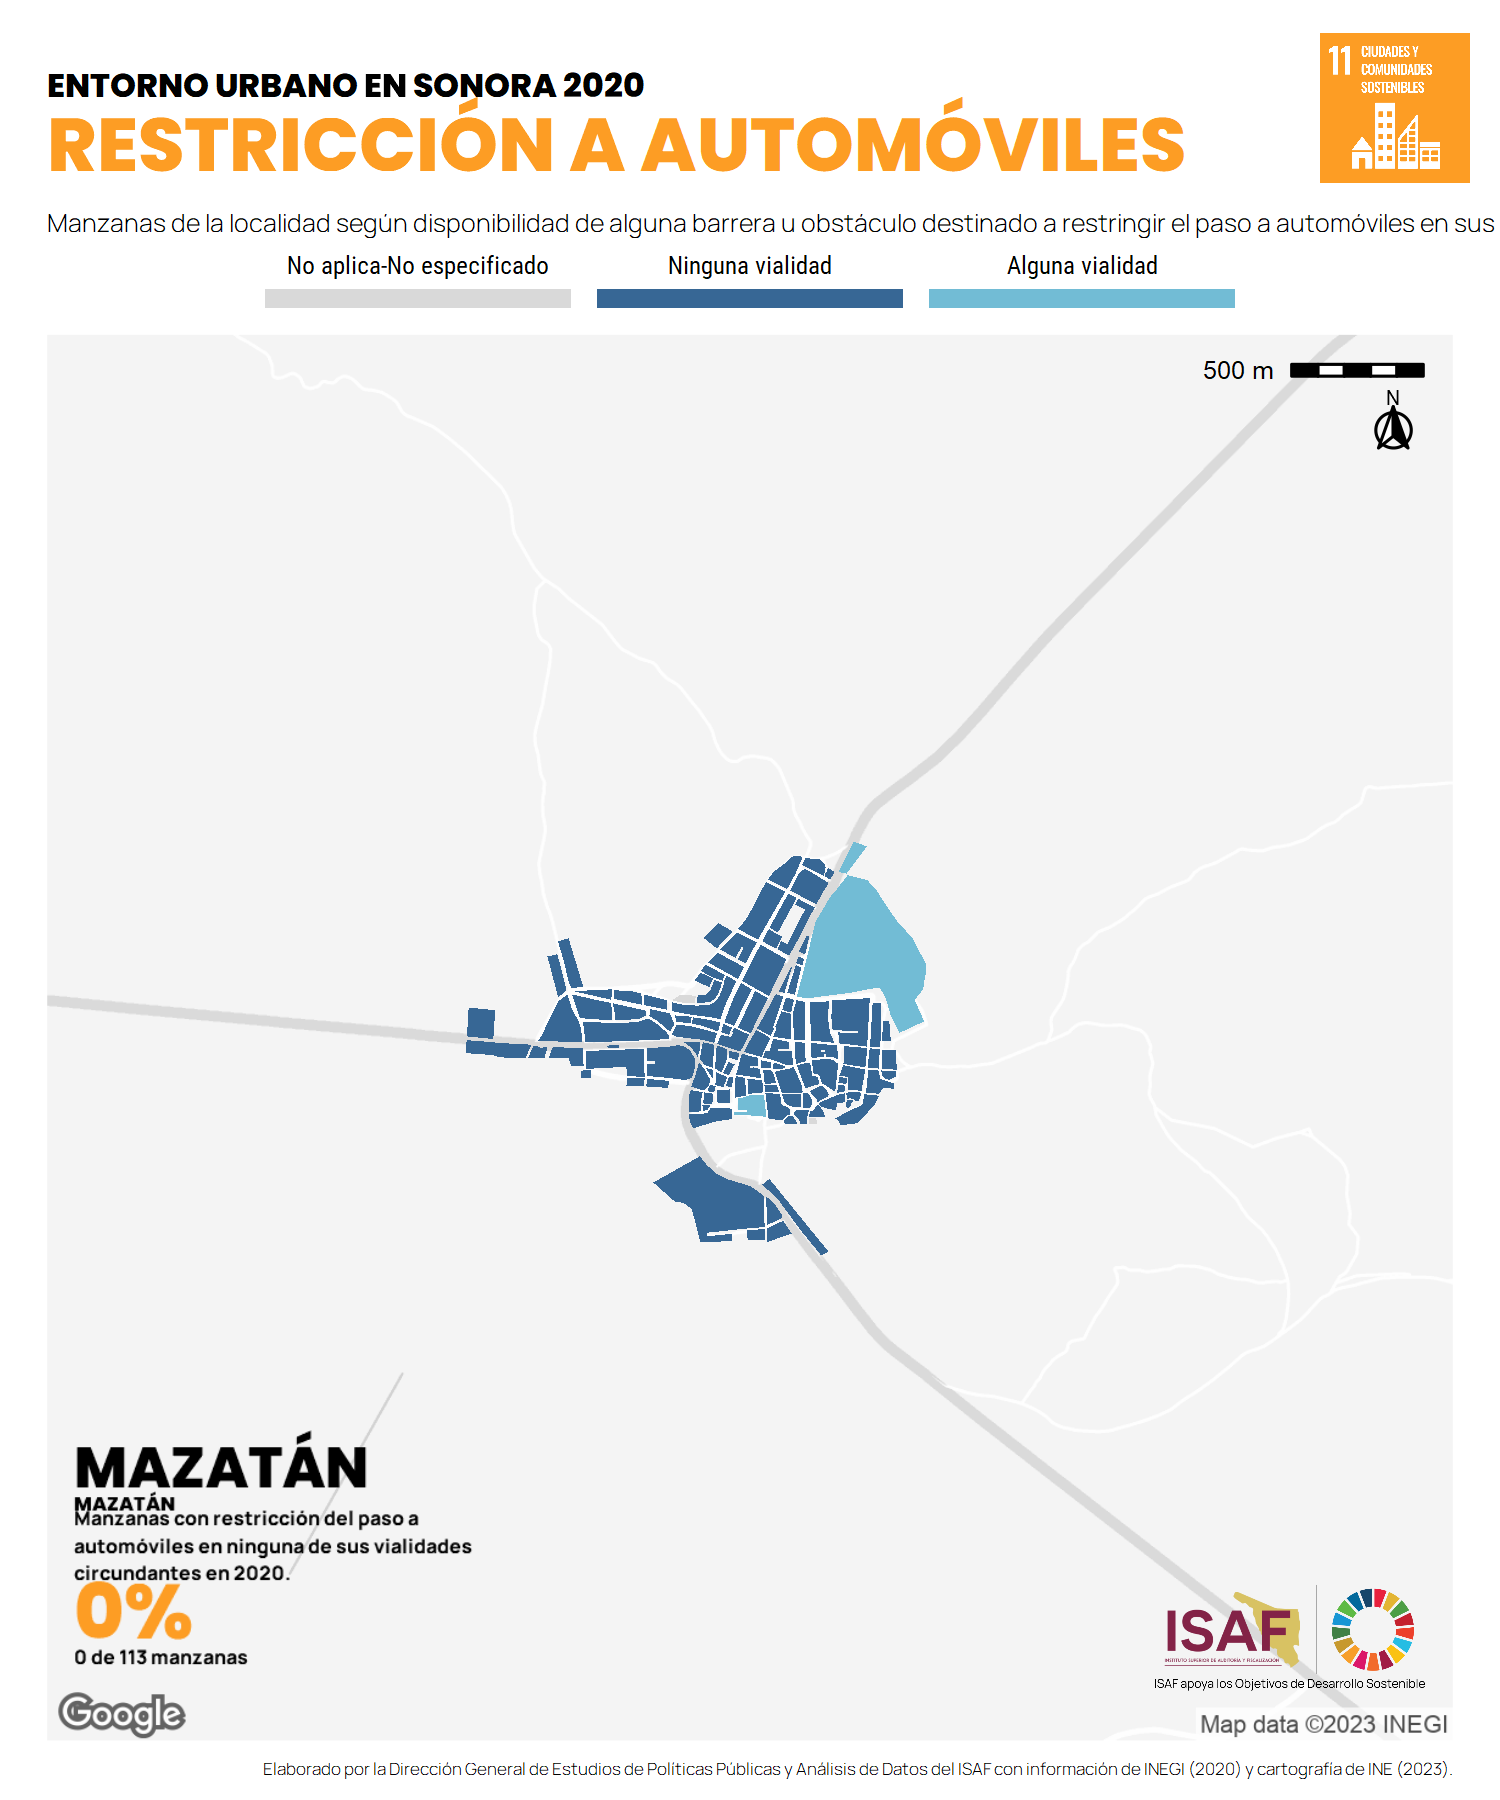 ENTORNO URBANO EN SONORA 2020
RESTRICCIÓN A AUTOMÓVILES
11 CIUDADES Y
COMUNIDADES
SOSTENIBLES
Manzanas de la localidad según disponibilidad de alguna barrera u obstáculo destinado a restringir el paso a automóviles en sus
No aplica-No especificado
Ninguna vialidad
Alguna vialidad
500 m
N
MAZATÁN
MAZATÁN
Manzanas con restricción del paso a
automóviles en ninguna de sus vialidades
circundantes en 2020.
0%
0 de 113 manzanas
ISAF
INSTITUTO SUPERIOR DE AUDITORÍA Y FISCALIZACIÓN
ISAF apoya los Objetivos de Desarrollo Sostenible
Google
Map data ©2023 INEGI
Elaborado por la Dirección General de Estudios de Políticas Públicas y Análisis de Datos del ISAF con información de INEGI (2020) y cartografía de INE (2023).